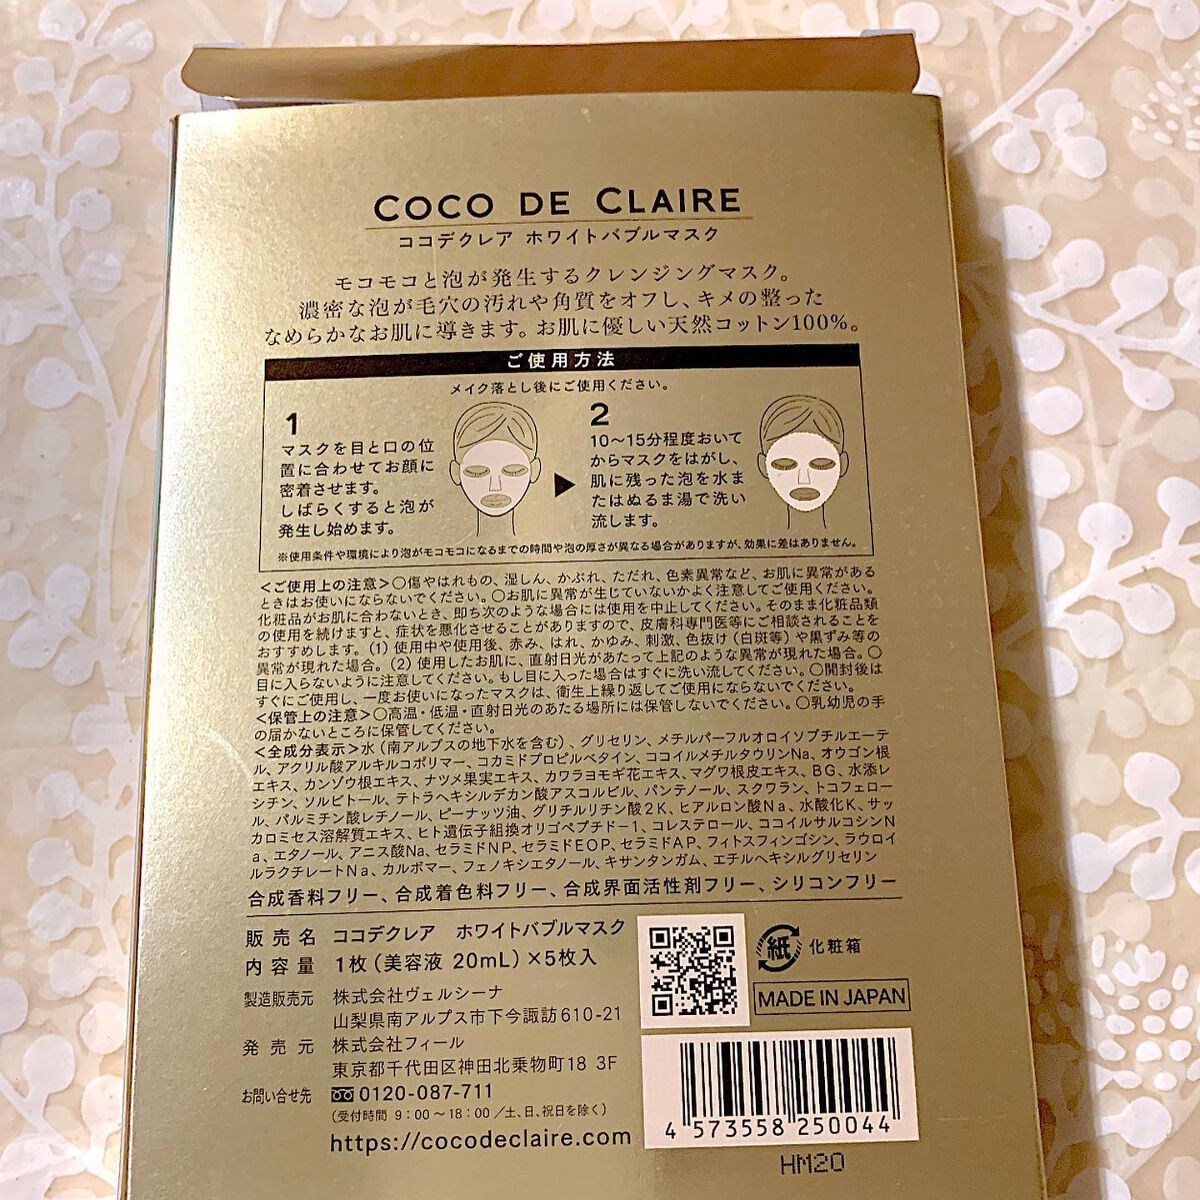 COCO DE CLAIRE
ココデクレア ホワイトバブルマスク
モコモコと泡が発生するクレンジングマスク。
濃密な泡が毛穴の汚れや角質をオフし、キメの整った
なめらかなお肌に導きます。お肌に優しい天然コットン100%。
ご使用方法
メイク落とし後にご使用ください。
1
マスクを目と口の位
置に合わせてお顔に
密着させます。
しばらくすると泡が
発生し始めます。
2
10〜15分程度おいて
からマスクをはがし、
肌に残った泡を水ま
たはぬるま湯で洗い
流します。
※使用条件や環境により泡がモコモコになるまでの時間や泡の厚さが異なる場合がありますが、効果に差はありません。
<ご使用上の注意>○傷やはれもの、湿しん、かぶれ、ただれ、色素異常など、お肌に異常がある
ときはお使いにならないでください。○お肌に異常が生じていないかよく注意してご使用ください。
化粧品がお肌に合わないとき、即ち次のような場合には使用を中止してください。そのまま化粧品類
の使用を続けますと、症状を悪化させることがありますので、皮膚科専門医等にご相談されることを
おすすめします。(1)使用中や使用後、赤み、はれ、かゆみ、刺激、色抜け(白斑等)や黒ずみ等の
異常が現れた場合。(2)使用したお肌に、直射日光があたって上記のような異常が現れた場合。○
目に入らないように注意してください。もし目に入った場合はすぐに洗い流してください。○開封後は
すぐにご使用し、一度お使いになったマスクは、衛生上繰り返してご使用にならないでください。
<保管上の注意>○高温・低温・直射日光のあたる場所には保管しないでください。○乳幼児の手
の届かないところに保管してください。
<全成分表示>水(南アルプスの地下水を含む)、グリセリン、メチルパーフルオロイソブチルエーテ
ル、アクリル酸アルキルコポリマー、コカミドプロピルベタイン、ココイルメチルタウリンNa、オウゴン根
エキス、カンゾウ根エキス、ナツメ果実エキス、カワラヨモギ花エキス、マグワ根皮エキス、BG、水添レ
シチン、ソルビトール、テトラヘキシルデカン酸アスコルビル、パンテノール、スクワラン、トコフェロー
ル、パルミチン酸レチノール、ピーナッツ油、グリチルリチン酸2K、ヒアルロン酸Na、水酸化K、サッ
カロミセス溶解質エキス、ヒト遺伝子組換オリゴペプチド-1、コレステロール、ココイルサルコシンN
a、エタノール、アニス酸Na、セラミドNP、セラミドEOP、セラミドAP、フィトスフィンゴシン、ラウロイ
ルラクチレートNa、カルボマー、フェノキシエタノール、キサンタンガム、エチルヘキシルグリセリン
合成香料フリー、合成着色料フリー、合成界面活性剤フリー、シリコンフリー
販売名 ココデクレア ホワイトバブルマスク
内容量 1枚(美容液 20mL)×5枚入
製造販売元 株式会社ヴェルシーナ
山梨県南アルプス市下今諏訪610-21
発売元 株式会社フィール
東京都千代田区神田北乗物町18 3F
お問い合せ先 0120-087-711
(受付時間 9:00〜18:00/土、日、祝日を除く)
https://cocodeclaire.com
紙 化粧箱
MADE IN JAPAN
4 573558 250044
HM20